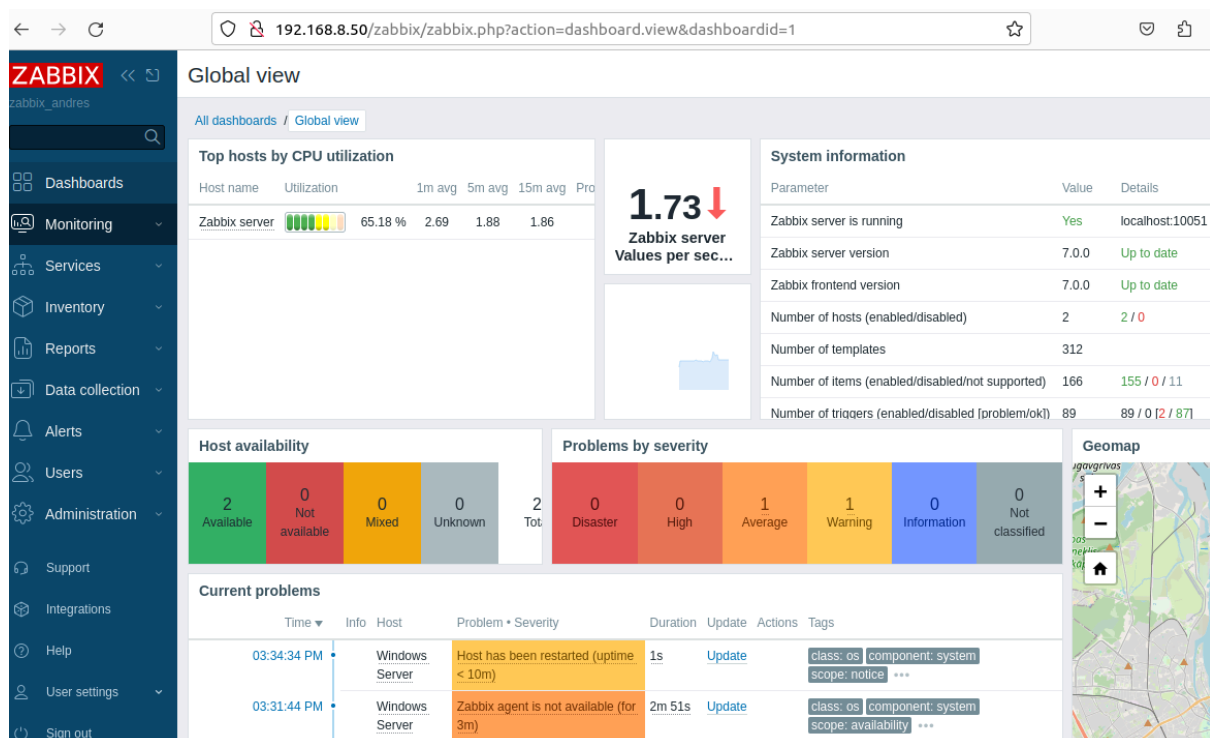 192.168.8.50/zabbix/zabbix.php?action=dashboard.view&dashboardid=1
ZABBIX
zabbix_andres
Dashboards
Monitoring
Services
Inventory
Reports
Data collection
Alerts
Users
Administration
Support
Integrations
Help
User settings
Sign out
Global view
All dashboards / Global view
Top hosts by CPU utilization
Host name Utilization 1m avg 5m avg 15m avg Pro
Zabbix server 65.18 % 2.69 1.88 1.86
1.73
Zabbix server
Values per sec...
System information
Parameter Value Details
Zabbix server is running Yes localhost:10051
Zabbix server version 7.0.0 Up to date
Zabbix frontend version 7.0.0 Up to date
Number of hosts (enabled/disabled) 2 2 / 0
Number of templates 312
Number of items (enabled/disabled/not supported) 166 155 / 0 / 11
Number of triggers (enabled/disabled [problem/ok]) 89 89 / 0 [2 / 87]
Host availability
2
Available
0
Not
available
0
Mixed
0
Unknown
2
Tot
Problems by severity
0
Disaster
0
High
1
Average
1
Warning
0
Information
0
Not
classified
Geomap
+
−
Current problems
Time ▼ Info Host Problem • Severity Duration Update Actions Tags
03:34:34 PM Windows Server Host has been restarted (uptime < 10m) 1s Update class: os component: system scope: notice •••
03:31:44 PM Windows Server Zabbix agent is not available (for 3m) 2m 51s Update class: os component: system scope: availability •••